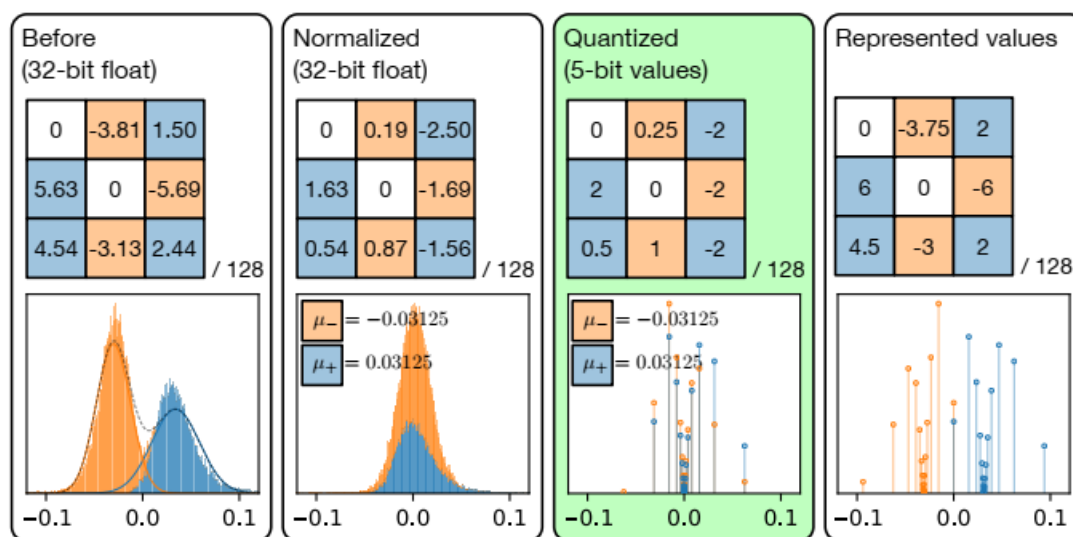 Before
(32-bit float)
0 -3.81 1.50
5.63 0 -5.69
4.54 -3.13 2.44
/ 128
−0.1 0.0 0.1
Normalized
(32-bit float)
0 0.19 -2.50
1.63 0 -1.69
0.54 0.87 -1.56
/ 128
μ− = −0.03125
μ+ = 0.03125
−0.1 0.0 0.1
Quantized
(5-bit values)
0 0.25 -2
2 0 -2
0.5 1 -2
/ 128
μ− = −0.03125
μ+ = 0.03125
−0.1 0.0 0.1
Represented values
0 -3.75 2
6 0 -6
4.5 -3 2
/ 128
−0.1 0.0 0.1